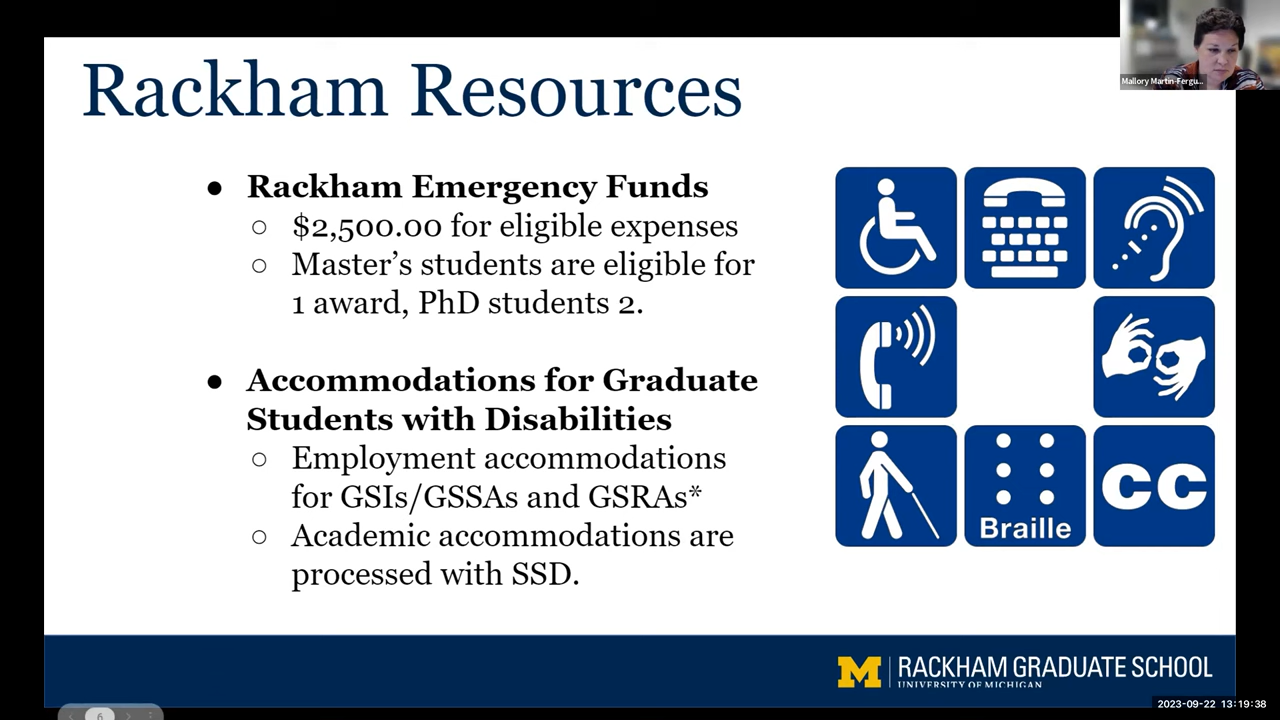 Rackham Resources
Mallory Martin-Fergu...
● Rackham Emergency Funds
○ $2,500.00 for eligible expenses
○ Master's students are eligible for
1 award, PhD students 2.
● Accommodations for Graduate
Students with Disabilities
○ Employment accommodations
for GSIs/GSSAs and GSRAs*
○ Academic accommodations are
processed with SSD.
Braille
CC
M RACKHAM GRADUATE SCHOOL
UNIVERSITY OF MICHIGAN
2023-09-22 13:19:38
6